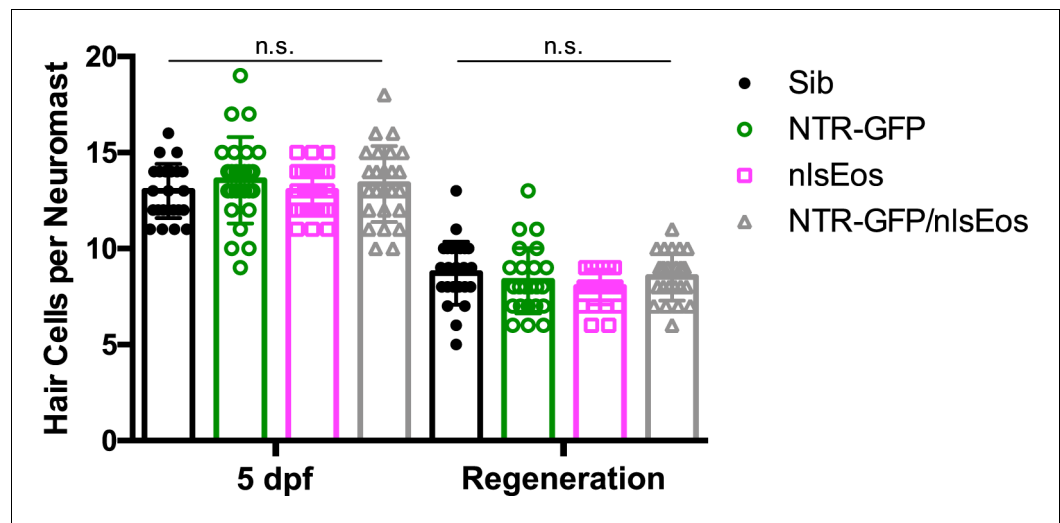 n.s.
n.s.
20
15
10
5
0
Hair Cells per Neuromast
5 dpf
Regeneration
Sib
NTR-GFP
nlsEos
NTR-GFP/nlsEos